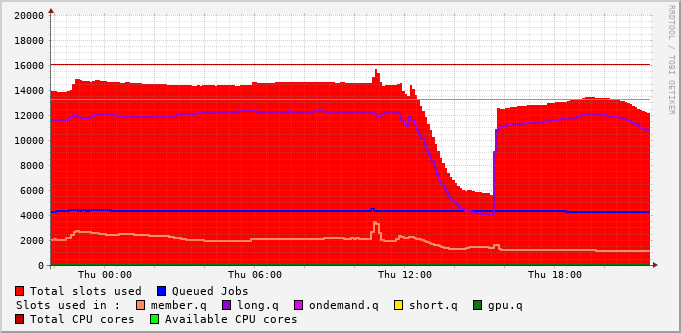 20000
18000
16000
14000
12000
10000
8000
6000
4000
2000
0
Thu 00:00 Thu 06:00 Thu 12:00 Thu 18:00
RRDTOOL / TOBI OETIKER
Total slots used Queued Jobs
Slots used in : member.q long.q ondemand.q short.q gpu.q
Total CPU cores Available CPU cores